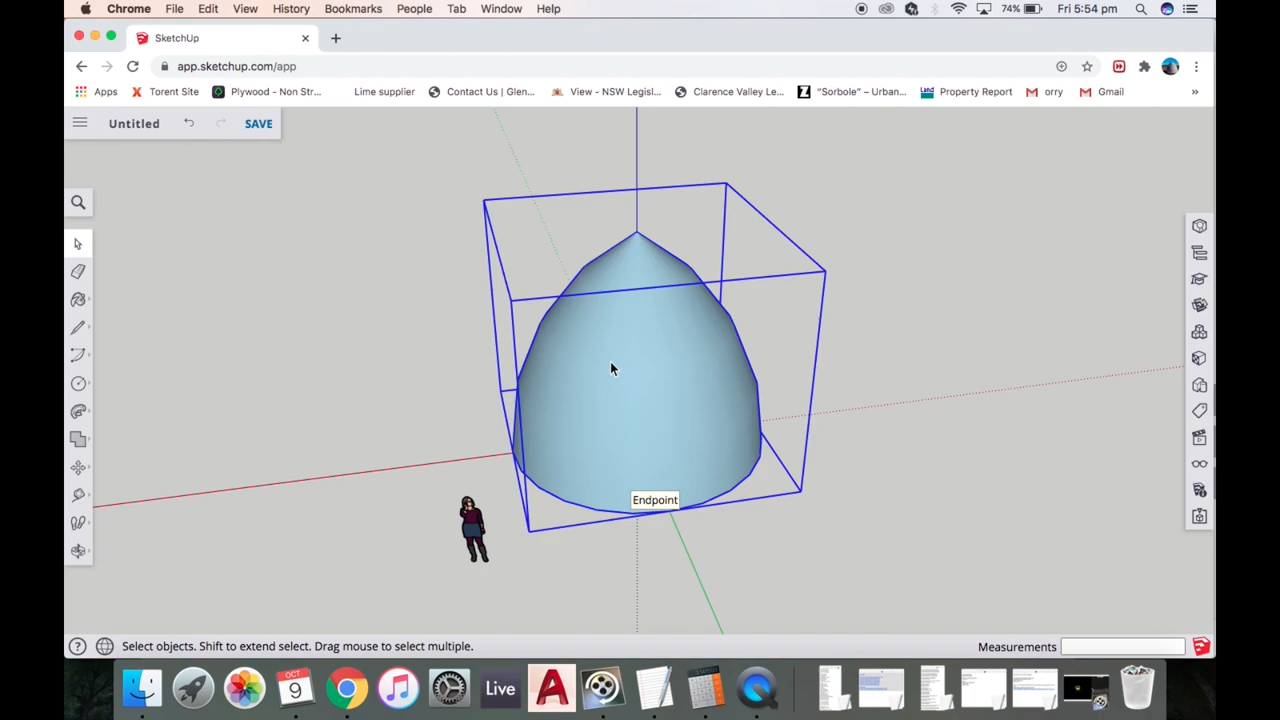 Chrome File Edit View History Bookmarks People Tab Window Help 74% Fri 5:54 pm
SketchUp
app.sketchup.com/app
Apps Torent Site Plywood - Non Str... Lime supplier Contact Us | Glen... View - NSW Legisl... Clarence Valley Le... Z "Sorbole" – Urban... Land Property Report orry Gmail »
Untitled SAVE
Endpoint
? Select objects. Shift to extend select. Drag mouse to select multiple. Measurements
OCT
9
Live